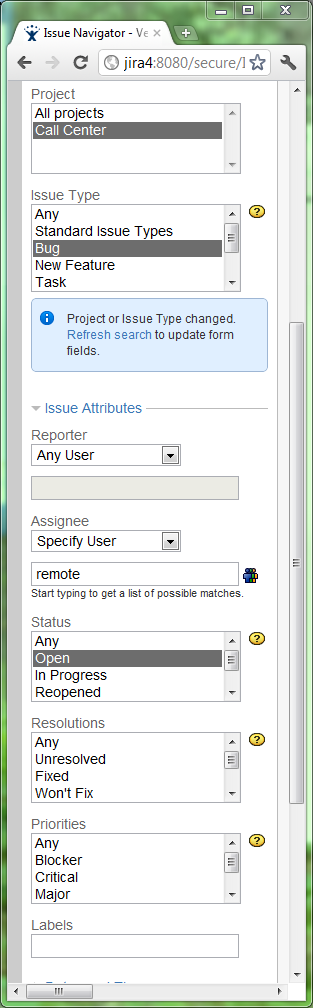 Issue Navigator - Ve
jira4:8080/secure/I
Project
All projects
Call Center
Issue Type
Any
Standard Issue Types
Bug
New Feature
Task
Project or Issue Type changed.
Refresh search to update form
fields.
Issue Attributes
Reporter
Any User
Assignee
Specify User
remote
Start typing to get a list of possible matches.
Status
Any
Open
In Progress
Reopened
Resolutions
Any
Unresolved
Fixed
Won't Fix
Priorities
Any
Blocker
Critical
Major
Labels